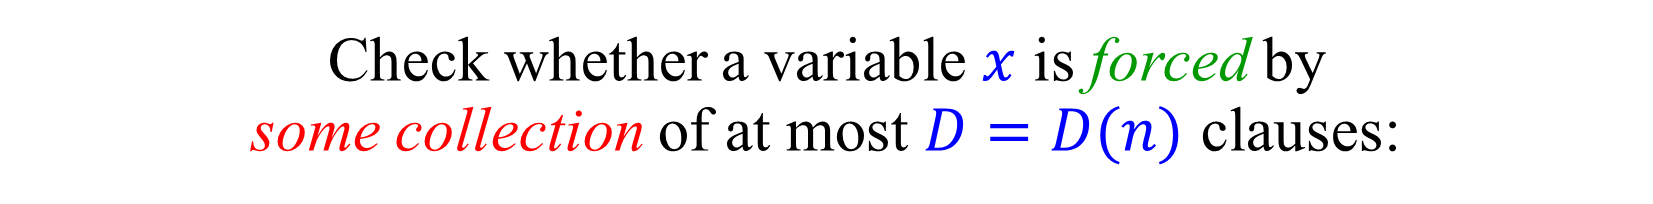 Check whether a variable x is forced by
some collection of at most D = D(n) clauses: